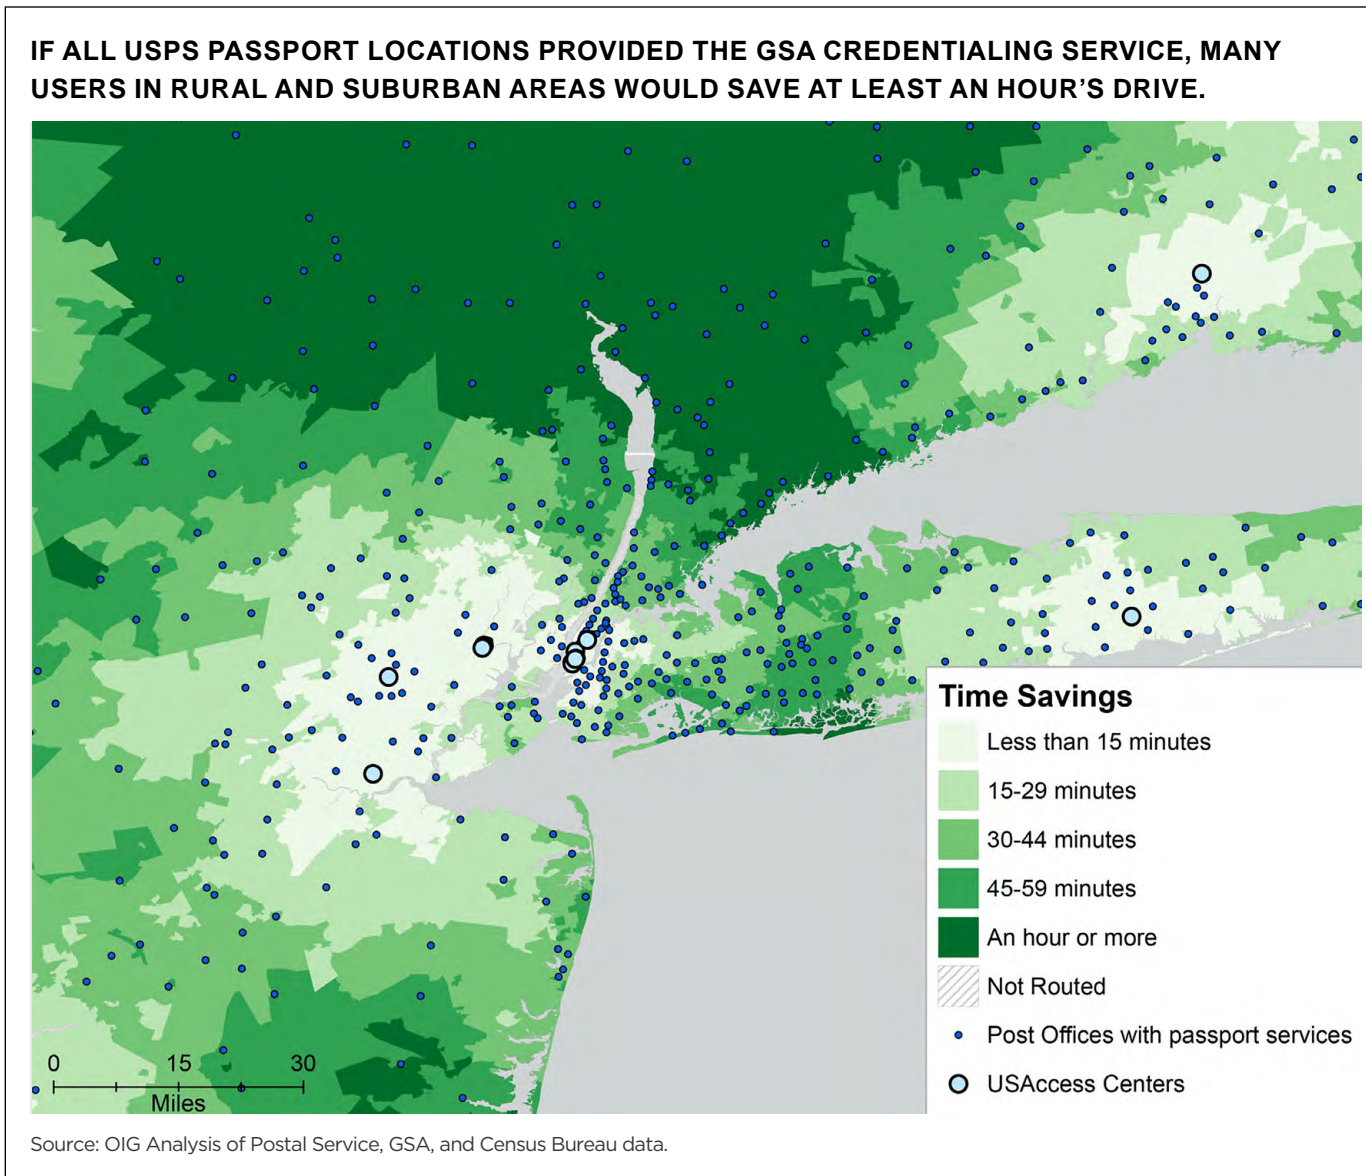 IF ALL USPS PASSPORT LOCATIONS PROVIDED THE GSA CREDENTIALING SERVICE, MANY
USERS IN RURAL AND SUBURBAN AREAS WOULD SAVE AT LEAST AN HOUR’S DRIVE.
Time Savings
Less than 15 minutes
15-29 minutes
30-44 minutes
45-59 minutes
An hour or more
Not Routed
Post Offices with passport services
USAccess Centers
0 15 30
Miles
Source: OIG Analysis of Postal Service, GSA, and Census Bureau data.